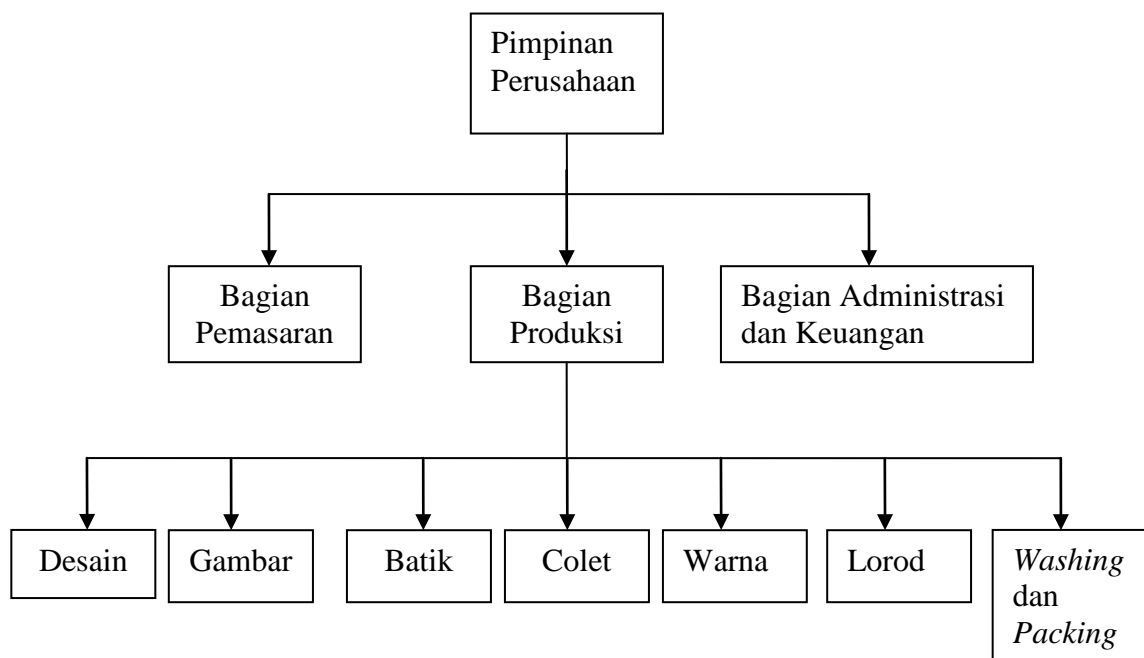 Pimpinan
Perusahaan
Bagian
Pemasaran
Bagian
Produksi
Bagian Administrasi
dan Keuangan
Desain
Gambar
Batik
Colet
Warna
Lorod
Washing
dan
Packing